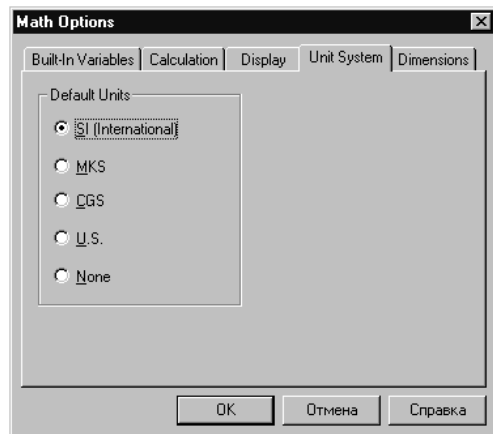 Math Options
Built-In Variables Calculation Display Unit System Dimensions
Default Units
SI (International)
MKS
CGS
U.S.
None
OK Отмена Справка